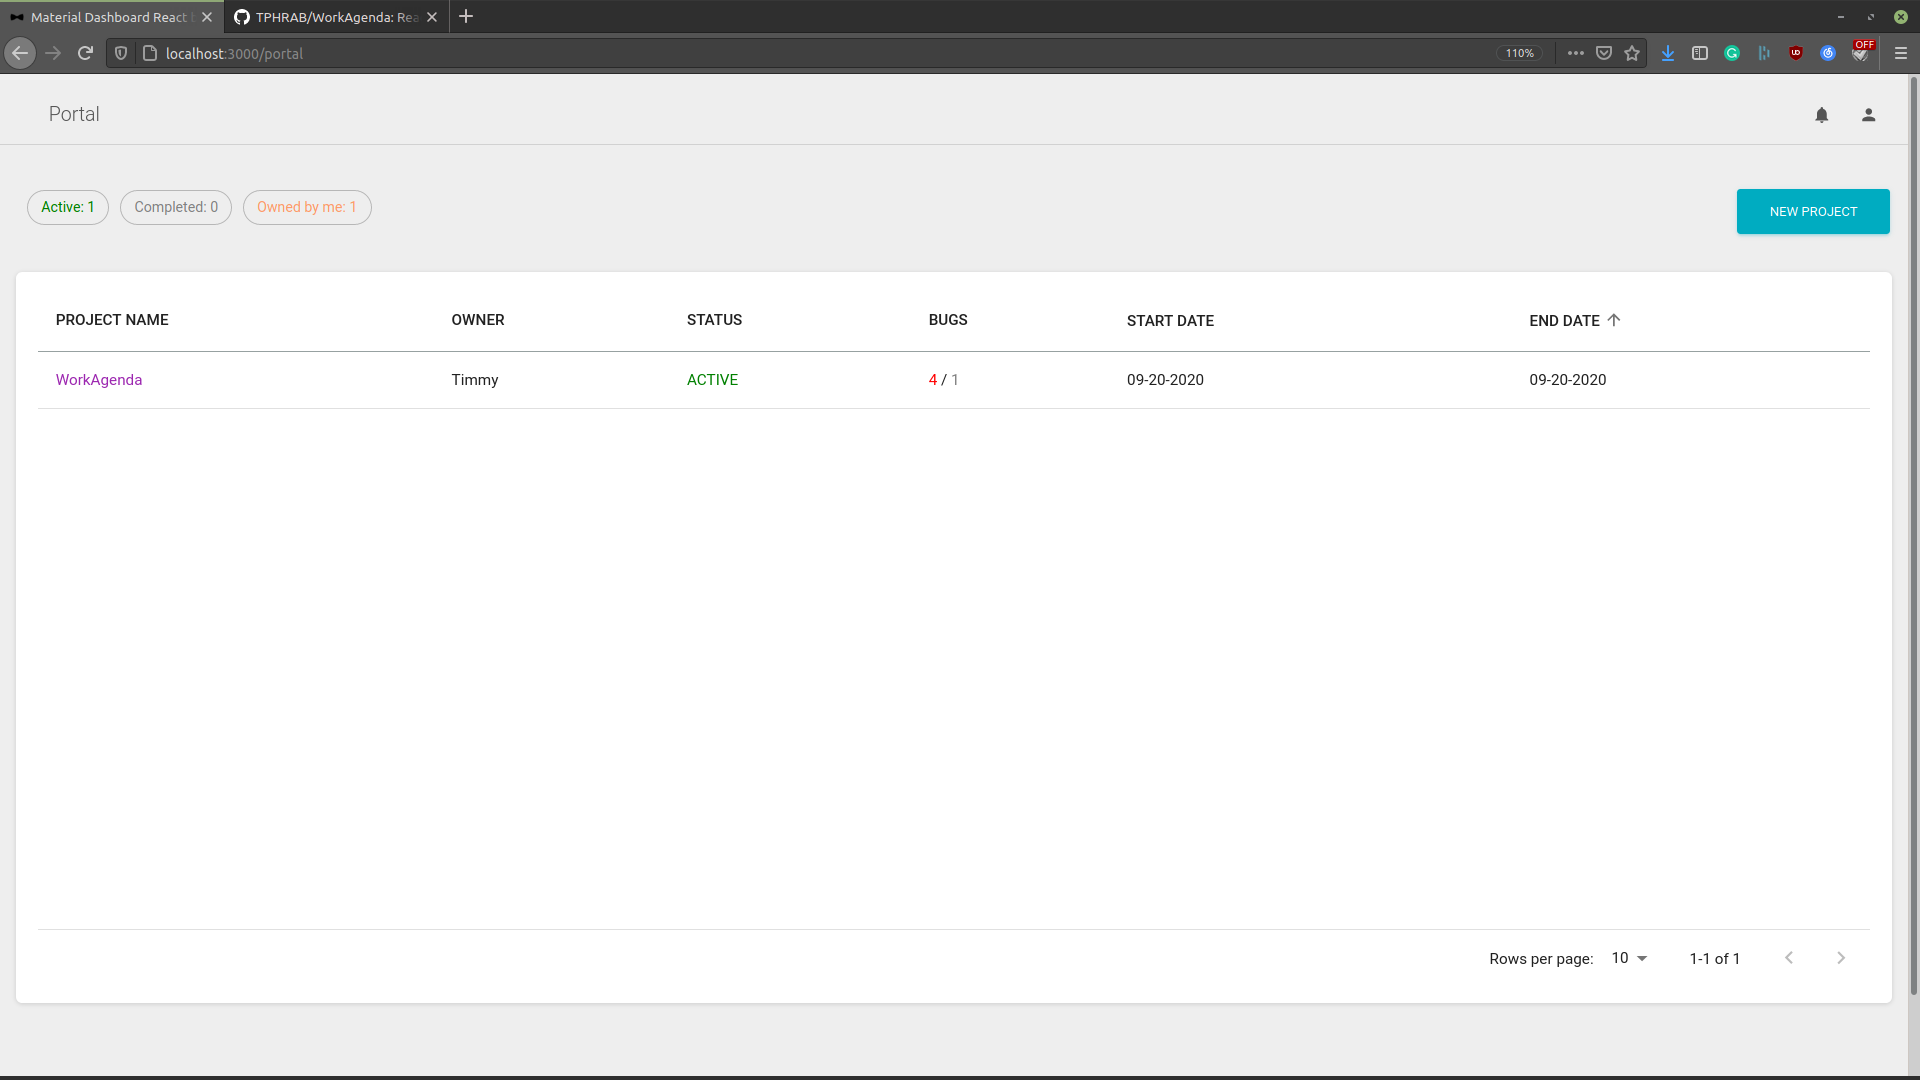 Material Dashboard React
TPHRAB/WorkAgenda: Rea
localhost:3000/portal
110%
OFF
Portal
Active: 1
Completed: 0
Owned by me: 1
NEW PROJECT
PROJECT NAME OWNER STATUS BUGS START DATE END DATE
WorkAgenda Timmy ACTIVE 4 / 1 09-20-2020 09-20-2020
Rows per page: 10 1-1 of 1